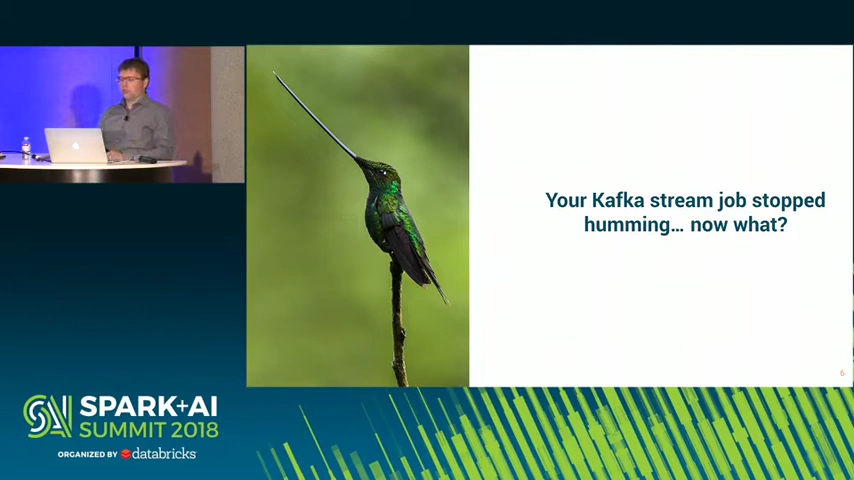 Your Kafka stream job stopped
humming... now what?
6
SPARK+AI
SUMMIT 2018
ORGANIZED BY databricks